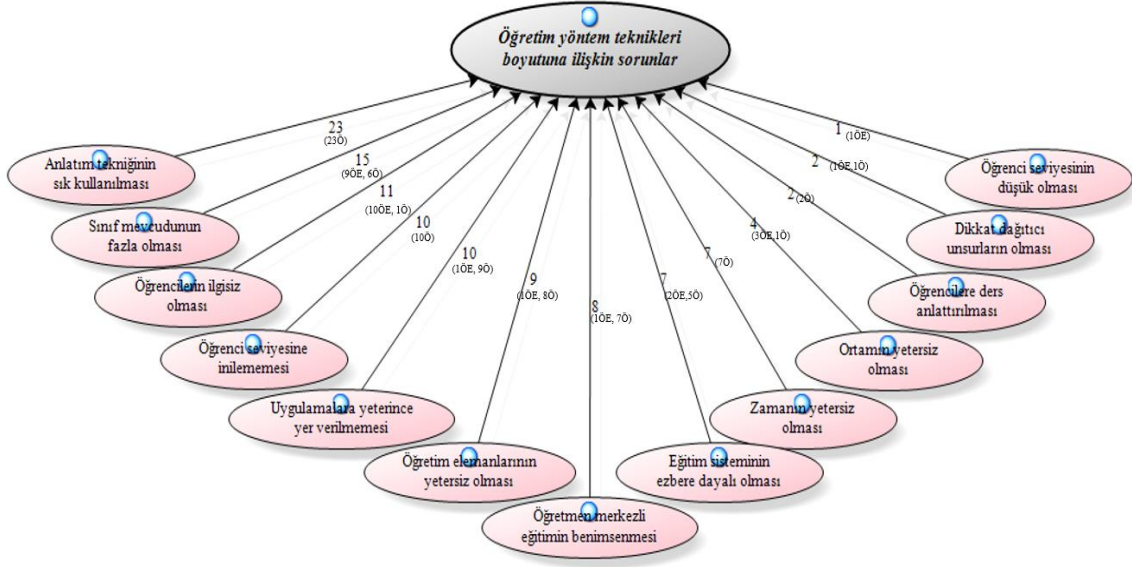 Öğretim yöntem teknikleri
boyutuna ilişkin sorunlar
23
(23Ö)
Anlatım tekniğinin
sık kullanılması
15
(9ÖE, 6Ö)
Sınıf mevcudunun
fazla olması
11
(10ÖE, 1Ö)
Öğrencilerin ilgisiz
olması
10
(10Ö)
Öğrenci seviyesine
inilememesi
10
(1ÖE, 9Ö)
Uygulamalara yeterince
yer verilmemesi
9
(1ÖE, 8Ö)
Öğretim elemanlarının
yetersiz olması
8
(1ÖE, 7Ö)
Öğretmen merkezli
eğitimin benimsenmesi
7
(2ÖE,5Ö)
Eğitim sisteminin
ezbere dayalı olması
7
(7Ö)
Zamanın yetersiz
olması
4
(3ÖE,1Ö)
Ortamın yetersiz
olması
2 (2Ö)
Öğrencilere ders
anlattırılması
2
(1ÖE,1Ö)
Dikkat dağıtıcı
unsurların olması
1 (1ÖE)
Öğrenci seviyesinin
düşük olması